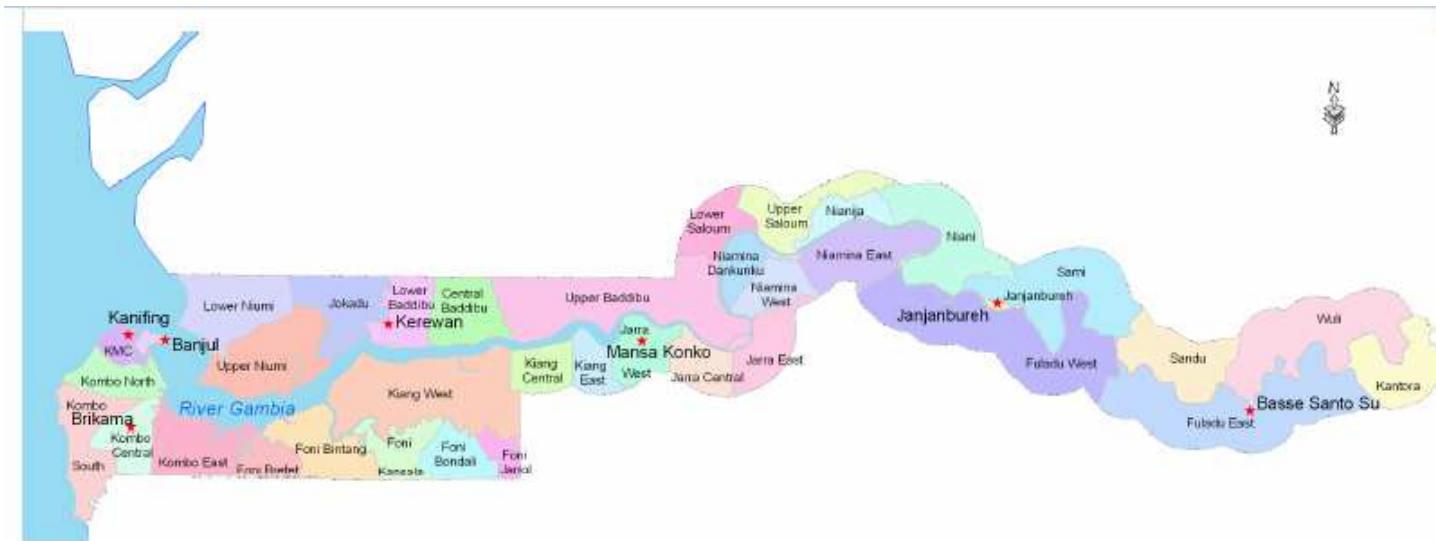 N
Lower
Saloum
Upper
Saloum
Nianija
Niani
Niamina East
Niamina
Dankunku
Niamina
West
Sami
Janjanbureh
Janjanbureh
Lower Niumi
Jokadu
Lower
Baddibu
Central
Baddibu
Upper Baddibu
Kerewan
Kanifing
KMC
Banjul
Upper Niumi
Kombo North
River Gambia
Kiang West
Kiang
Central
Kiang
East
Jarra
Mansa Konko
West
Jarra Central
Jarra East
Fuladu West
Sandu
Wuli
Kantora
Basse Santo Su
Fuladu East
Kombo
Brikama
Kombo
Central
South
Kombo East
Foni Brefet
Foni Bintang
Foni
Kansala
Foni
Bondali
Foni
Jarrol